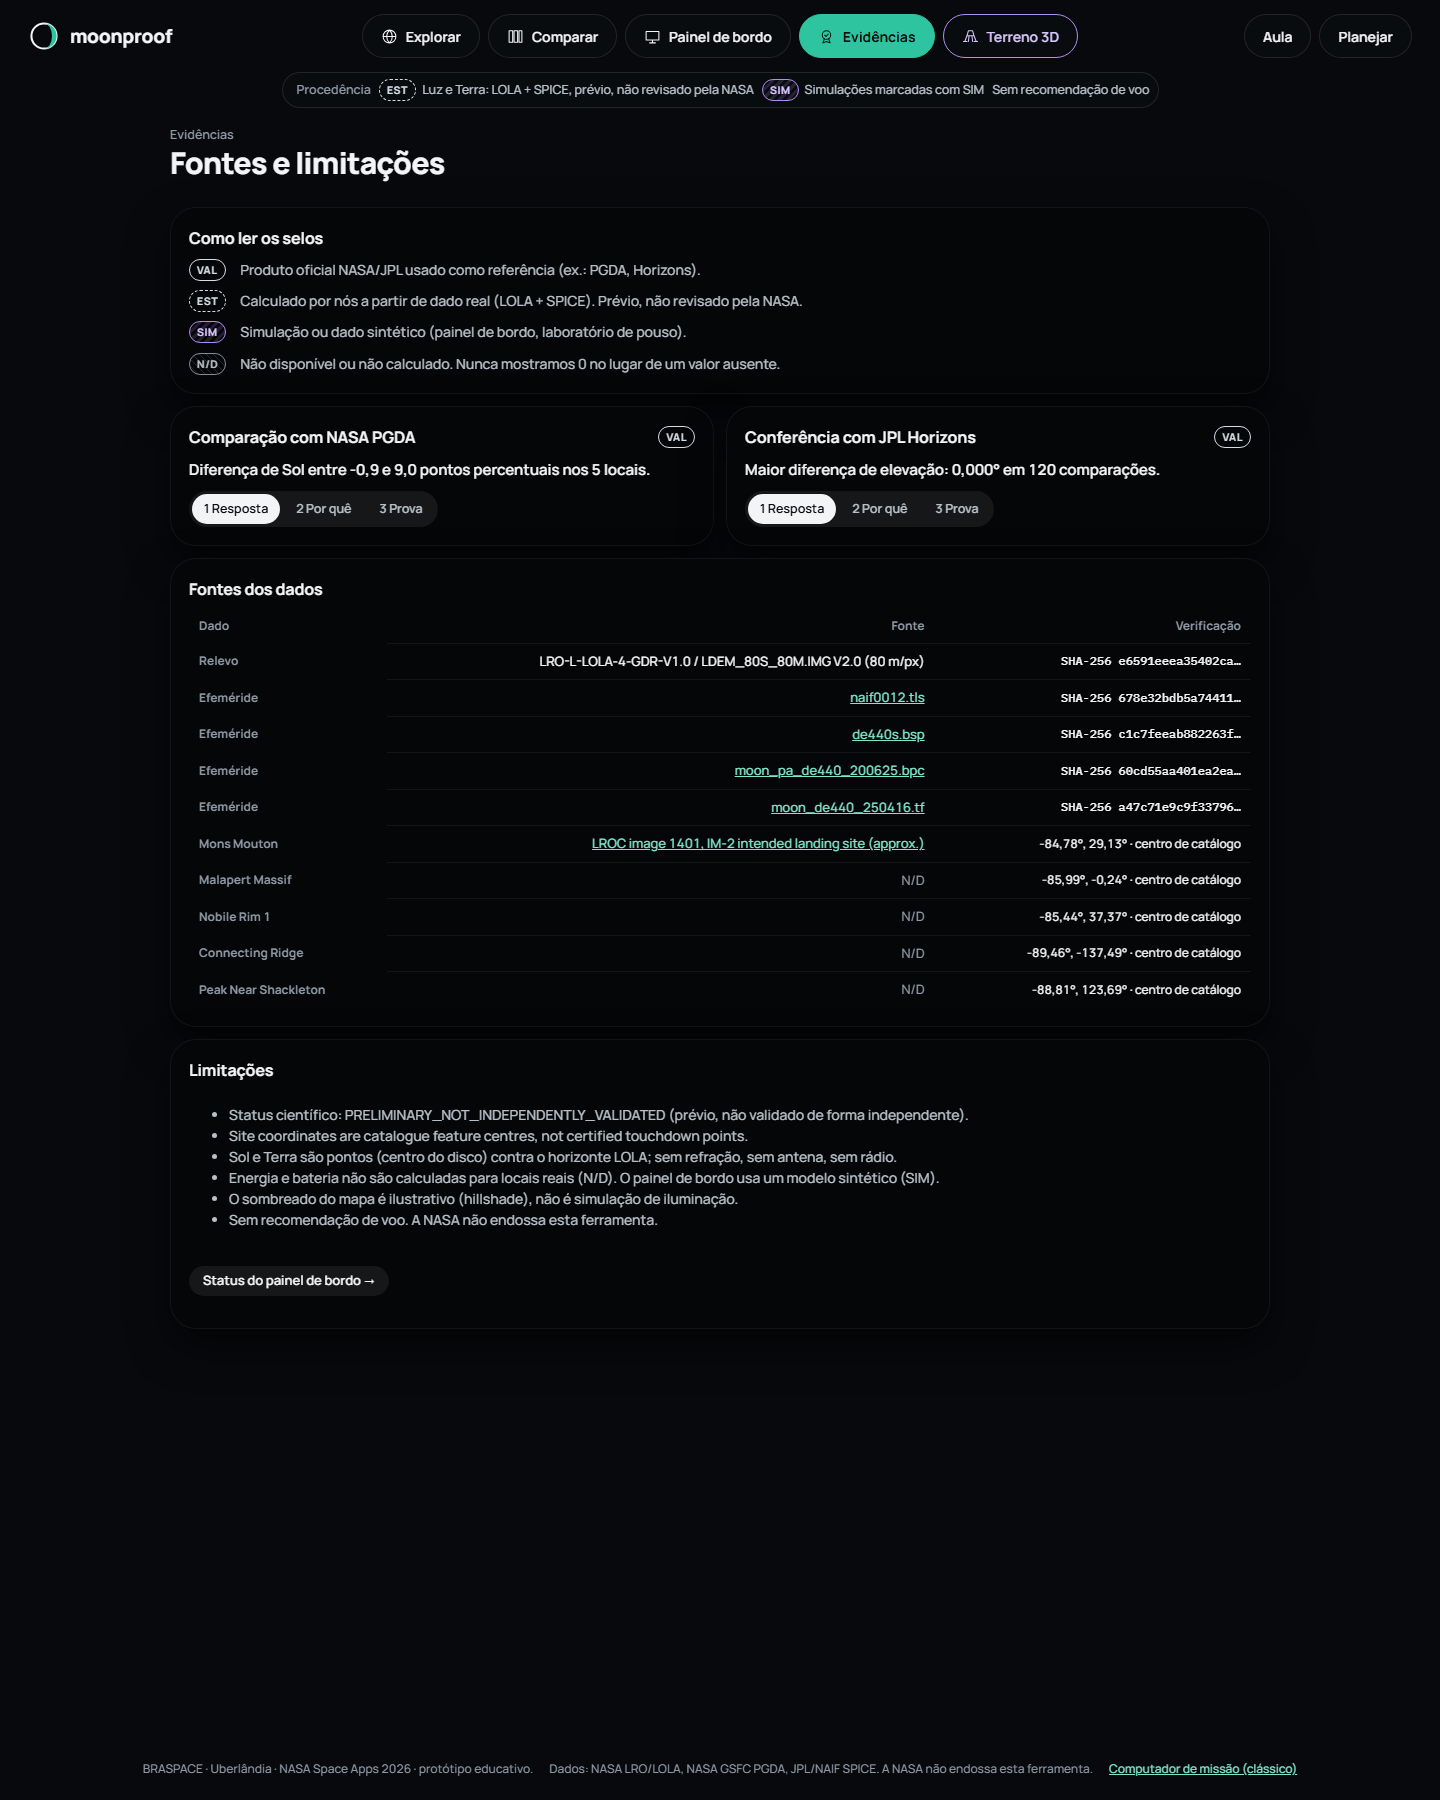 moonproof
Explorar
Comparar
Painel de bordo
Evidências
Terreno 3D
Aula
Planejar
Procedência EST Luz e Terra: LOLA + SPICE, prévio, não revisado pela NASA SIM Simulações marcadas com SIM Sem recomendação de voo
Evidências
Fontes e limitações
Como ler os selos
VAL Produto oficial NASA/JPL usado como referência (ex.: PGDA, Horizons).
EST Calculado por nós a partir de dado real (LOLA + SPICE). Prévio, não revisado pela NASA.
SIM Simulação ou dado sintético (painel de bordo, laboratório de pouso).
N/D Não disponível ou não calculado. Nunca mostramos 0 no lugar de um valor ausente.
Comparação com NASA PGDA VAL
Diferença de Sol entre -0,9 e 9,0 pontos percentuais nos 5 locais.
1 Resposta 2 Por quê 3 Prova
Conferência com JPL Horizons VAL
Maior diferença de elevação: 0,000° em 120 comparações.
1 Resposta 2 Por quê 3 Prova
Fontes dos dados
Dado Fonte Verificação
Relevo LRO-L-LOLA-4-GDR-V1.0 / LDEM_80S_80M.IMG V2.0 (80 m/px) SHA-256 e6591eeea35402ca…
Efeméride naif0012.tls SHA-256 678e32bdb5a74411…
Efeméride de440s.bsp SHA-256 c1c7feeab882263f…
Efeméride moon_pa_de440_200625.bpc SHA-256 60cd55aa401ea2ea…
Efeméride moon_de440_250416.tf SHA-256 a47c71e9c9f33796…
Mons Mouton LROC image 1401, IM-2 intended landing site (approx.) -84,78°, 29,13° · centro de catálogo
Malapert Massif N/D -85,99°, -0,24° · centro de catálogo
Nobile Rim 1 N/D -85,44°, 37,37° · centro de catálogo
Connecting Ridge N/D -89,46°, -137,49° · centro de catálogo
Peak Near Shackleton N/D -88,81°, 123,69° · centro de catálogo
Limitações
• Status científico: PRELIMINARY_NOT_INDEPENDENTLY_VALIDATED (prévio, não validado de forma independente).
• Site coordinates are catalogue feature centres, not certified touchdown points.
• Sol e Terra são pontos (centro do disco) contra o horizonte LOLA; sem refração, sem antena, sem rádio.
• Energia e bateria não são calculadas para locais reais (N/D). O painel de bordo usa um modelo sintético (SIM).
• O sombreado do mapa é ilustrativo (hillshade), não é simulação de iluminação.
• Sem recomendação de voo. A NASA não endossa esta ferramenta.
Status do painel de bordo →
BRASPACE · Uberlândia · NASA Space Apps 2026 · protótipo educativo. Dados: NASA LRO/LOLA, NASA GSFC PGDA, JPL/NAIF SPICE. A NASA não endossa esta ferramenta. Computador de missão (clássico)